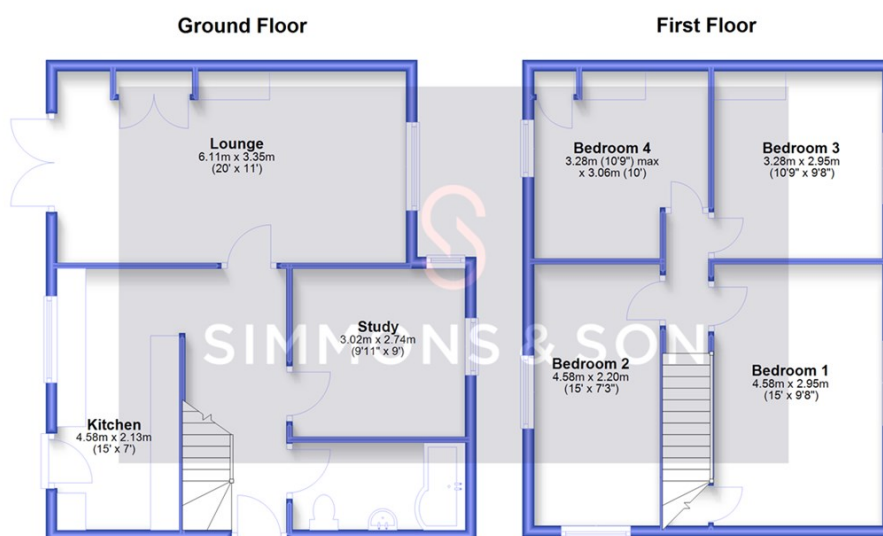 Ground Floor
First Floor
Lounge
6.11m x 3.35m
(20' x 11')
Bedroom 4
3.28m (10'9") max
x 3.06m (10')
Bedroom 3
3.28m x 2.95m
(10'9" x 9'8")
Study
3.02m x 2.74m
(9'11" x 9')
SIMMONS & SON
Bedroom 2
4.58m x 2.20m
(15' x 7'3")
Bedroom 1
4.58m x 2.95m
(15' x 9'8")
Kitchen
4.58m x 2.13m
(15' x 7')